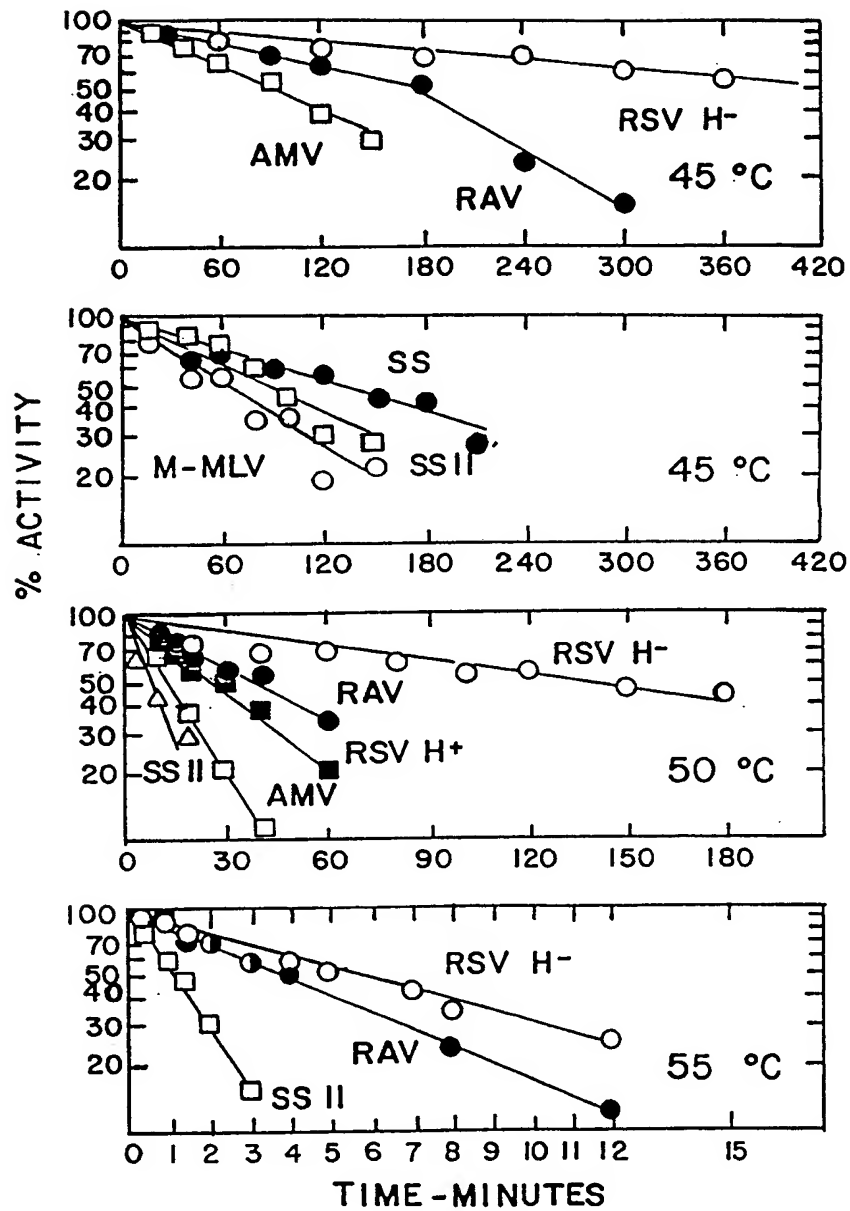 100
70
50
40
30
20
RSV H-
AMV
RAV
45 °C
0 60 120 180 240 300 360 420
100
70
50
40
30
20
SS
M-MLV
SS II
45 °C
0 60 120 180 240 300 360 420
% ACTIVITY
100
70
50
40
30
20
RSV H-
RAV
RSV H+
SS II
AMV
50 °C
0 30 60 90 120 150 180
100
70
50
40
30
20
RSV H-
RAV
SS II
55 °C
0 1 2 3 4 5 6 7 8 9 10 11 12 15
TIME-MINUTES